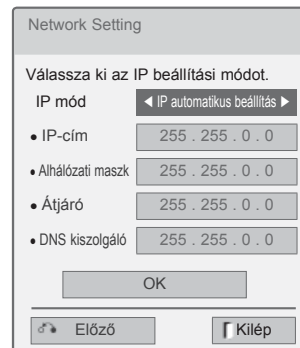 Network Setting
Válassza ki az IP beállítási módot.
IP mód ◀ IP automatikus beállítás ▶
• IP-cím 255 . 255 . 0 . 0
• Alhálózati maszk 255 . 255 . 0 . 0
• Átjáró 255 . 255 . 0 . 0
• DNS kiszolgáló 255 . 255 . 0 . 0
OK
Előző Kilép